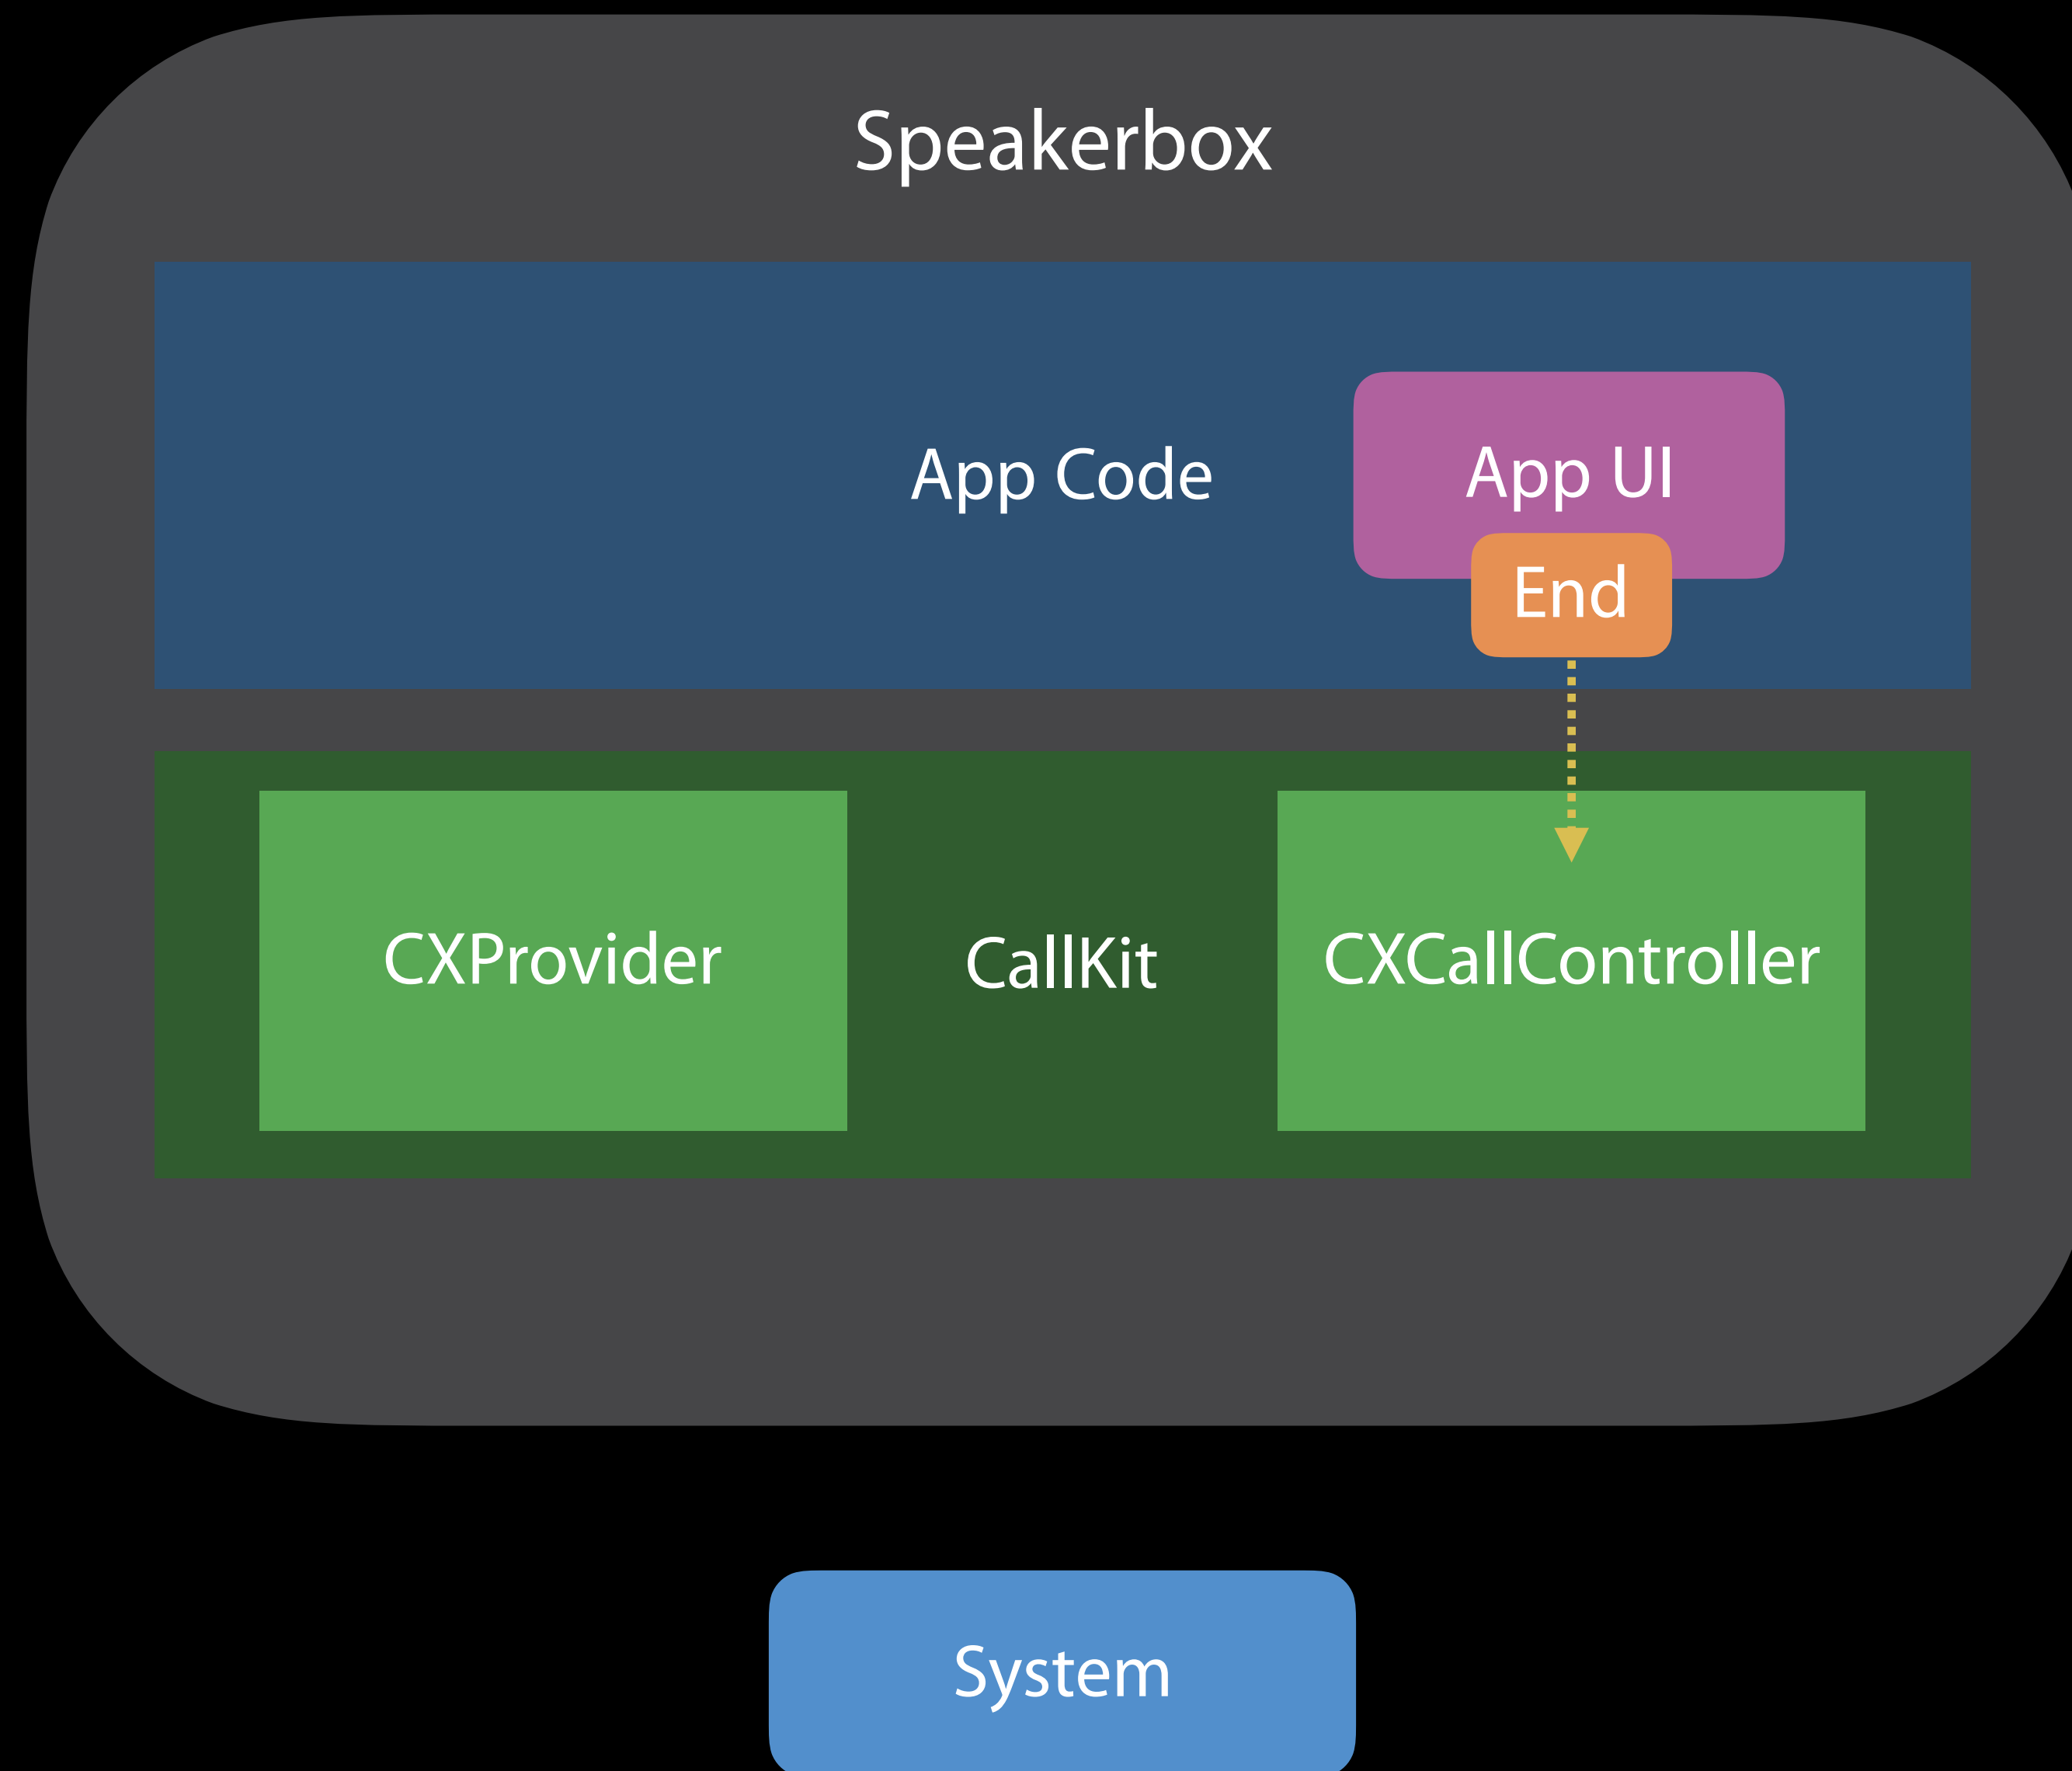 Speakerbox
App Code
App UI
End
CXProvider
CallKit
CXCallController
System